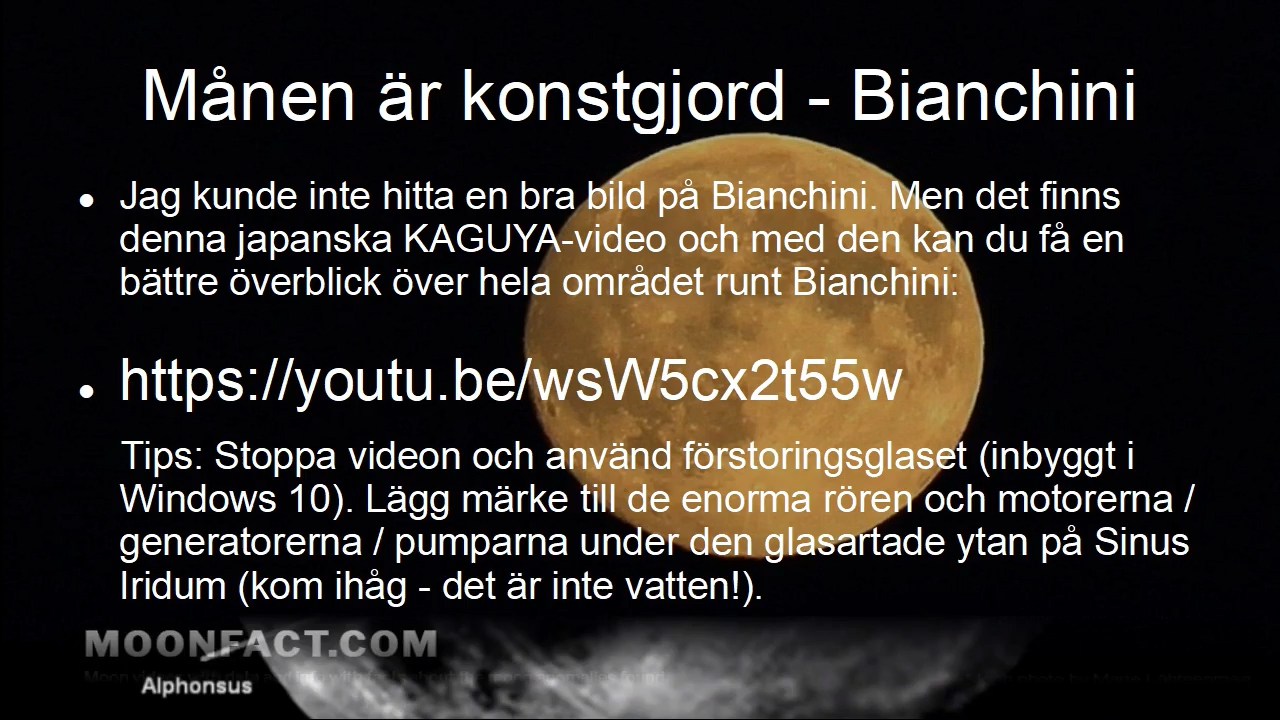 Månen är konstgjord - Bianchini
● Jag kunde inte hitta en bra bild på Bianchini. Men det finns
denna japanska KAGUYA-video och med den kan du få en
bättre överblick över hela området runt Bianchini:
● https://youtu.be/wsW5cx2t55w
Tips: Stoppa videon och använd förstoringsglaset (inbyggt i
Windows 10). Lägg märke till de enorma rören och motorerna /
generatorerna / pumparna under den glasartade ytan på Sinus
Iridum (kom ihåg - det är inte vatten!).
MOONFACT.COM
Alphonsus